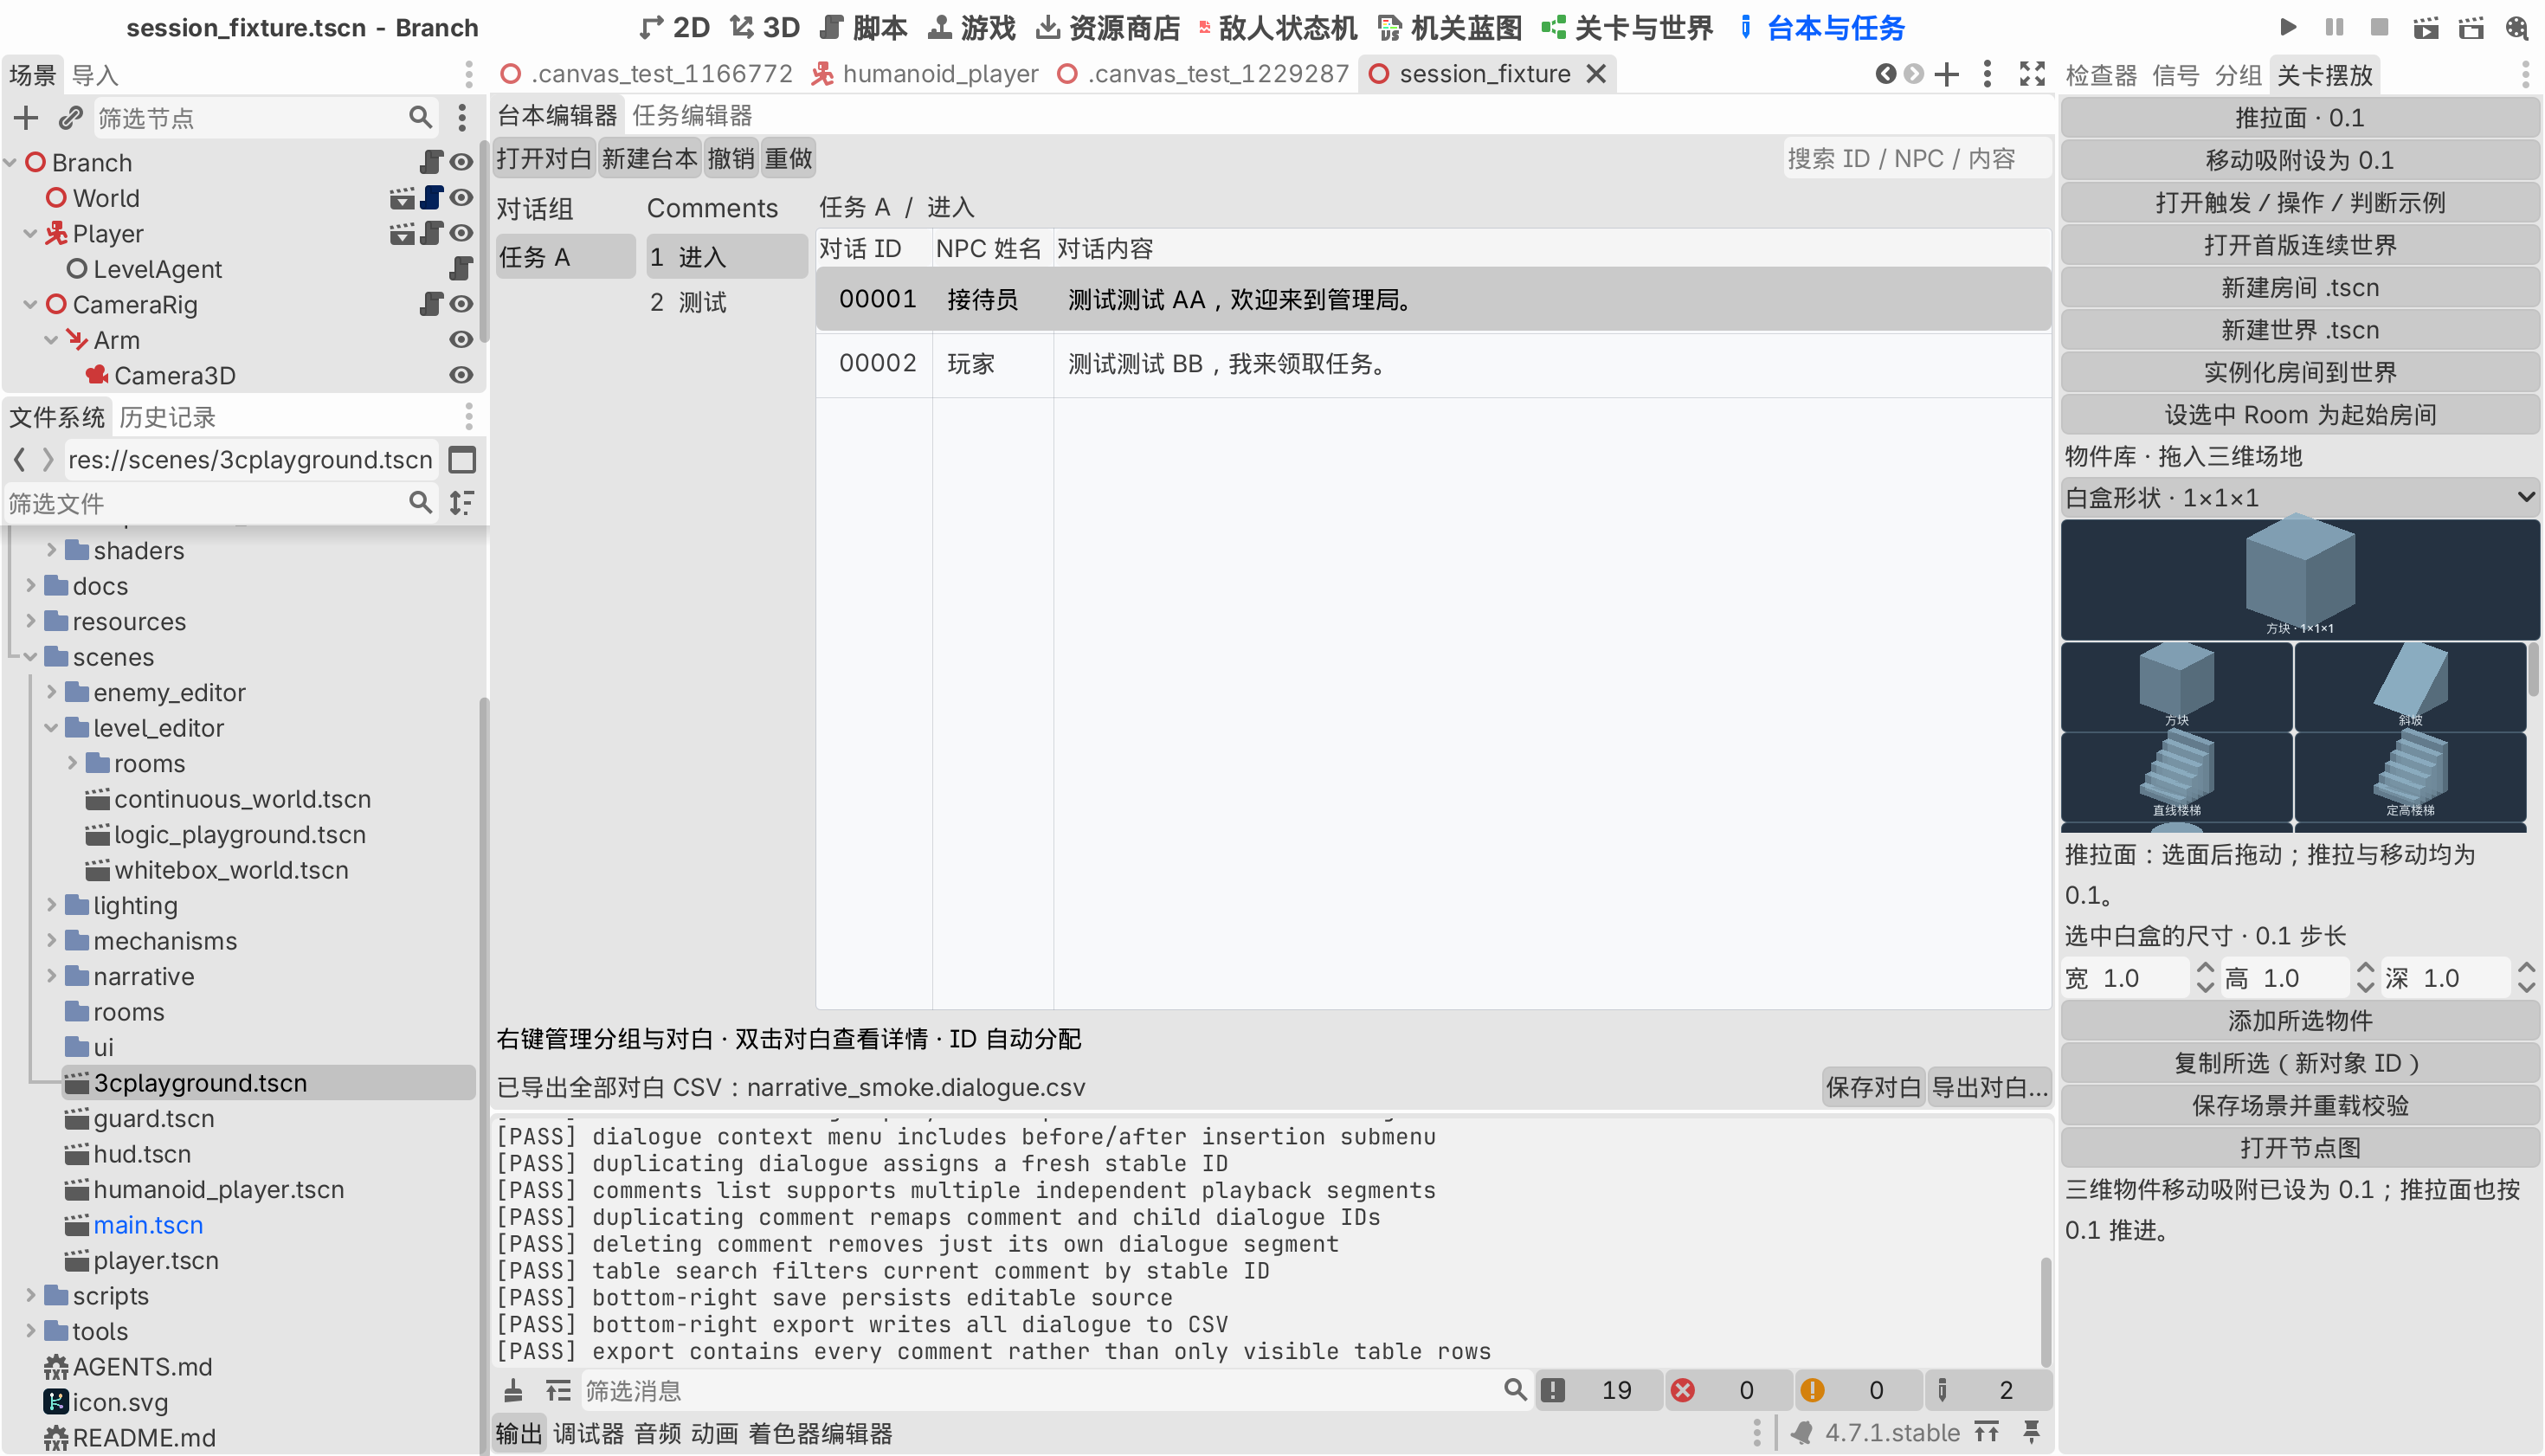 session_fixture.tscn - Branch
2D 3D 脚本 游戏 资源商店 敌人状态机 机关蓝图 关卡与世界 台本与任务
场景 导入
筛选节点
Branch
World
Player
LevelAgent
CameraRig
Arm
Camera3D
文件系统 历史记录
res://scenes/3cplayground.tscn
筛选文件
shaders
docs
resources
scenes
enemy_editor
level_editor
rooms
continuous_world.tscn
logic_playground.tscn
whitebox_world.tscn
lighting
mechanisms
narrative
rooms
ui
3cplayground.tscn
guard.tscn
hud.tscn
humanoid_player.tscn
main.tscn
player.tscn
scripts
tools
AGENTS.md
icon.svg
README.md
.canvas_test_1166772 humanoid_player .canvas_test_1229287 session_fixture
台本编辑器 任务编辑器
打开对白 新建台本 撤销 重做 搜索 ID / NPC / 内容
对话组 Comments 任务 A / 进入
任务 A
1 进入
2 测试
对话 ID NPC 姓名 对话内容
00001 接待员 测试测试 AA，欢迎来到管理局。
00002 玩家 测试测试 BB，我来领取任务。
右键管理分组与对白 · 双击对白查看详情 · ID 自动分配
已导出全部对白 CSV：narrative_smoke.dialogue.csv 保存对白 导出对白...
[PASS] dialogue context menu includes before/after insertion submenu
[PASS] duplicating dialogue assigns a fresh stable ID
[PASS] comments list supports multiple independent playback segments
[PASS] duplicating comment remaps comment and child dialogue IDs
[PASS] deleting comment removes just its own dialogue segment
[PASS] table search filters current comment by stable ID
[PASS] bottom-right save persists editable source
[PASS] bottom-right export writes all dialogue to CSV
[PASS] export contains every comment rather than only visible table rows
筛选消息 19 0 0 2
输出 调试器 音频 动画 着色器编辑器 4.7.1.stable
检查器 信号 分组 关卡摆放
推拉面 · 0.1
移动吸附设为 0.1
打开触发 / 操作 / 判断示例
打开首版连续世界
新建房间 .tscn
新建世界 .tscn
实例化房间到世界
设选中 Room 为起始房间
物件库 · 拖入三维场地
白盒形状 · 1×1×1
方块 · 1×1×1
方块 斜坡
直线楼梯 定高楼梯
推拉面：选面后拖动；推拉与移动均为
0.1。
选中白盒的尺寸 · 0.1 步长
宽 1.0 高 1.0 深 1.0
添加所选物件
复制所选（新对象 ID）
保存场景并重载校验
打开节点图
三维物件移动吸附已设为 0.1；推拉面也按
0.1 推进。